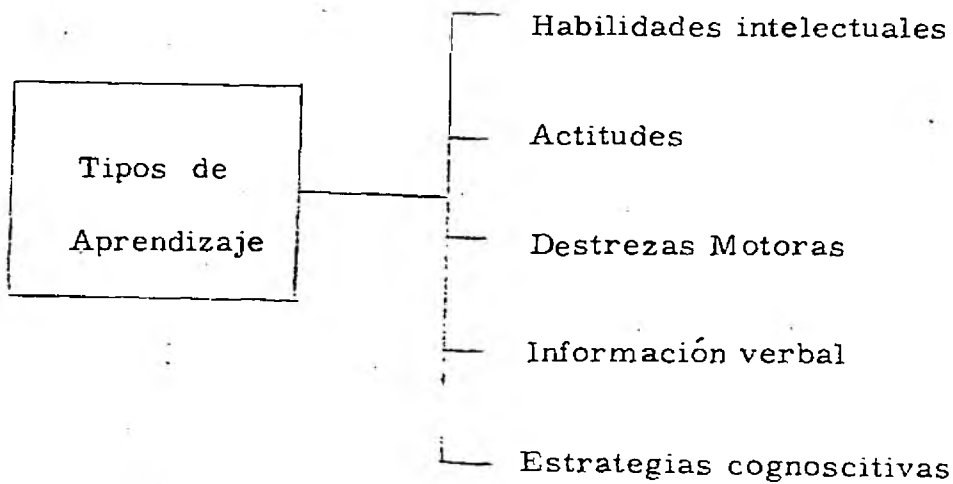 Tipos de
Aprendizaje
Habilidades intelectuales
Actitudes
Destrezas Motoras
Información verbal
Estrategias cognoscitivas